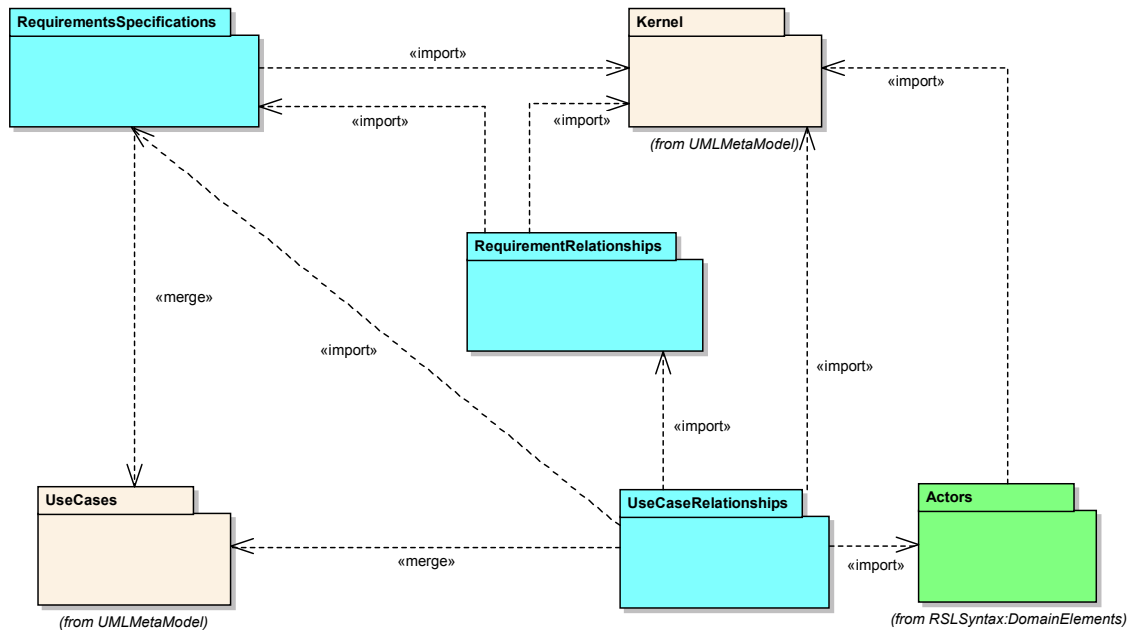 RequirementsSpecifications
Kernel
«import»
«import»
«import»
«import»
(from UMLMetaModel)
RequirementRelationships
«merge»
«import»
«import»
«import»
UseCases
UseCaseRelationships
Actors
«merge»
«import»
(from UMLMetaModel)
(from RSLSyntax:DomainElements)